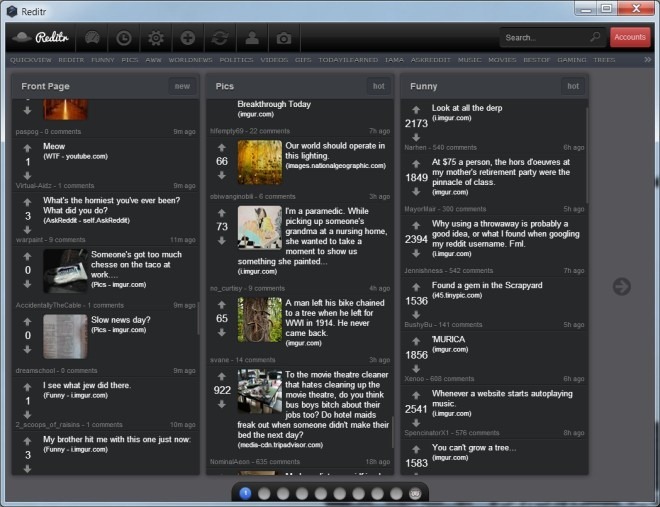 Reditr
Reditr
Search...
Accounts
QUICKVIEW REDITR FUNNY PICS AWW WORLDNEWS POLITICS VIDEOS GIFS TODAYILEARNED IAMA ASKREDDIT MUSIC MOVIES BESTOF GAMING TREES
Front Page
new
paspog - 0 comments 9m ago
1
Meow
(WTF - youtube.com)
1 comments 9m ago
3
What's the horniest you've ever been?
What did you do?
(AskReddit - self.AskReddit)
warpaint - 9 comments 11m ago
0
Someone's got too much
chesse on the taco at
work....
(Pics - imgur.com)
AccidentallyTheCable - 1 comments 9m ago
0
Slow news day?
(Pics - imgur.com)
dreamschool - 0 comments 9m ago
1
I see what jew did there.
(Funny - i.imgur.com)
2_scoops_of_raisins - 1 comments 10m ago
3
My brother hit me with this one just now:
(Funny - i.imgur.com)
Pics
hot
Breakthrough Today
(imgur.com)
hfempty69 - 22 comments 7h ago
66
Our world should operate in
this lighting.
(images.nationalgeographic.com)
obiwanginobili - 6 comments 3h ago
73
I'm a paramedic. While
picking up someone's
grandma at a nursing home,
she wanted to take a
moment to show us
something she painted...
(i.imgur.com)
no_curtisy - 9 comments 4h ago
65
A man left his bike chained
to a tree when he left for
WWI in 1914. He never
came back.
(imgur.com)
evans - 14 comments 3h ago
922
To the movie theatre cleaner
that hates cleaning up the
movie theatre, do you think
bus boys bitch about their
jobs too? Do hotel maids
freak out when someone didn't make their
bed the next day?
(media-cdn.tripadvisor.com)
NominalAeon - 635 comments 18h ago
Funny
hot
2173
Look at all the derp
(i.imgur.com)
Narhen - 540 comments 6h ago
1849
At $75 a person, the hors d'oeuvres at
my mother's retirement party were the
pinnacle of class.
(imgur.com)
MayorMair - 300 comments 5h ago
2394
Why using a throwaway is probably a
good idea, or what I found when googling
my reddit username. Fml.
(i.imgur.com)
Jennishness - 542 comments 7h ago
1536
Found a gem in the Scrapyard
(i45.tinypic.com)
BushyBu - 141 comments 5h ago
1856
'MURICA
(imgur.com)
Xenoo - 608 comments 6h ago
2541
Whenever a website starts autoplaying
music.
(i.imgur.com)
SpencinatorX1 - 576 comments 8h ago
1583
You can't grow a tree...
(imgur.com)